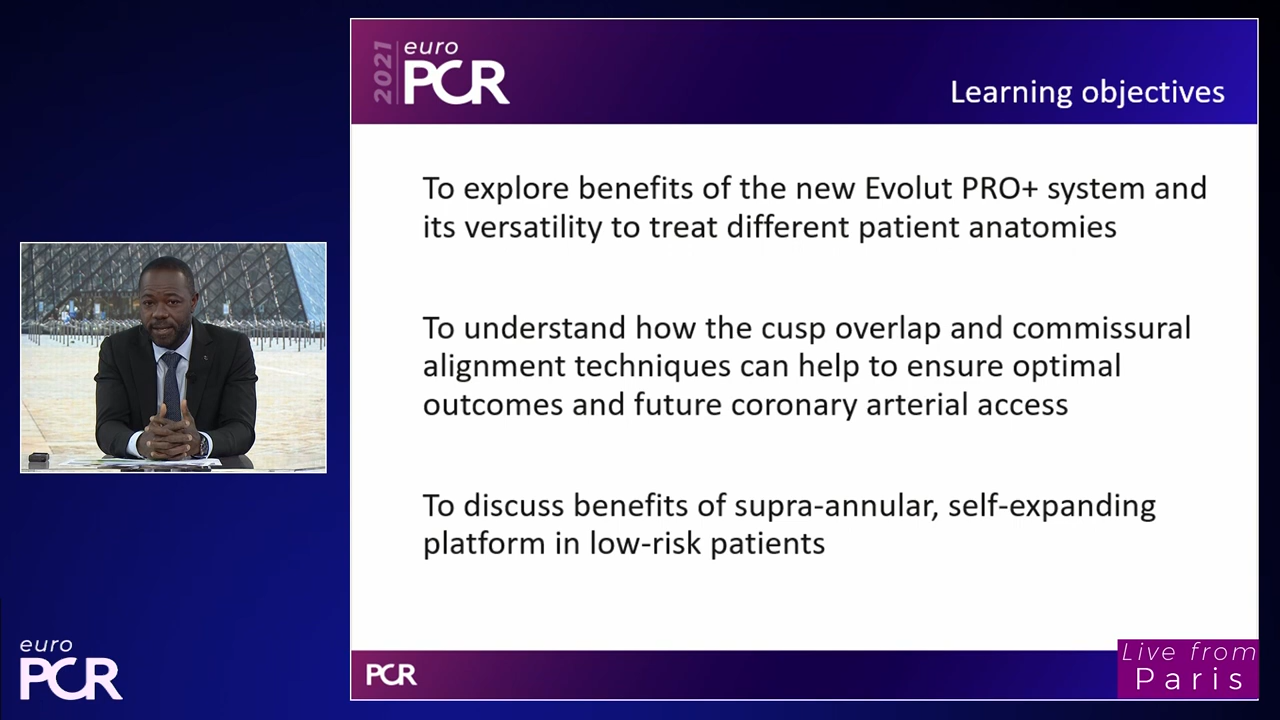 2021
euro
PCR
Learning objectives
To explore benefits of the new Evolut PRO+ system and
its versatility to treat different patient anatomies
To understand how the cusp overlap and commissural
alignment techniques can help to ensure optimal
outcomes and future coronary arterial access
To discuss benefits of supra-annular, self-expanding
platform in low-risk patients
euro
PCR
PCR
Live from
Paris